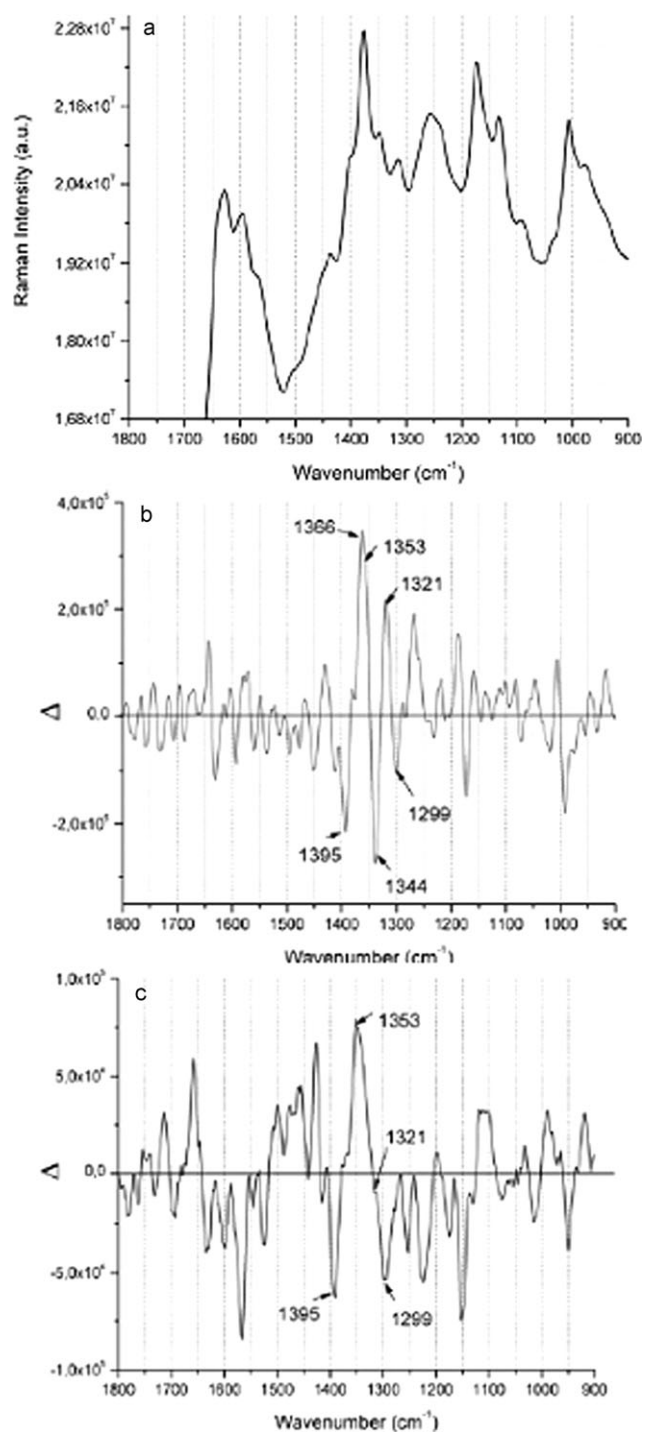 a
2,28x10⁷
2,16x10⁷
2,04x10⁷
1,92x10⁷
1,80x10⁷
1,68x10⁷
Raman Intensity (a.u.)
1800 1700 1600 1500 1400 1300 1200 1100 1000 900
Wavenumber (cm⁻¹)
b
4,0x10⁵
2,0x10⁵
0,0
-2,0x10⁵
Δ
1366
1353
1321
1299
1395
1344
1800 1700 1600 1500 1400 1300 1200 1100 1000 900
Wavenumber (cm⁻¹)
c
1,0x10⁵
5,0x10⁴
0,0
-5,0x10⁴
-1,0x10⁵
Δ
1353
1321
1395
1299
1800 1700 1600 1500 1400 1300 1200 1100 1000 900
Wavenumber (cm⁻¹)